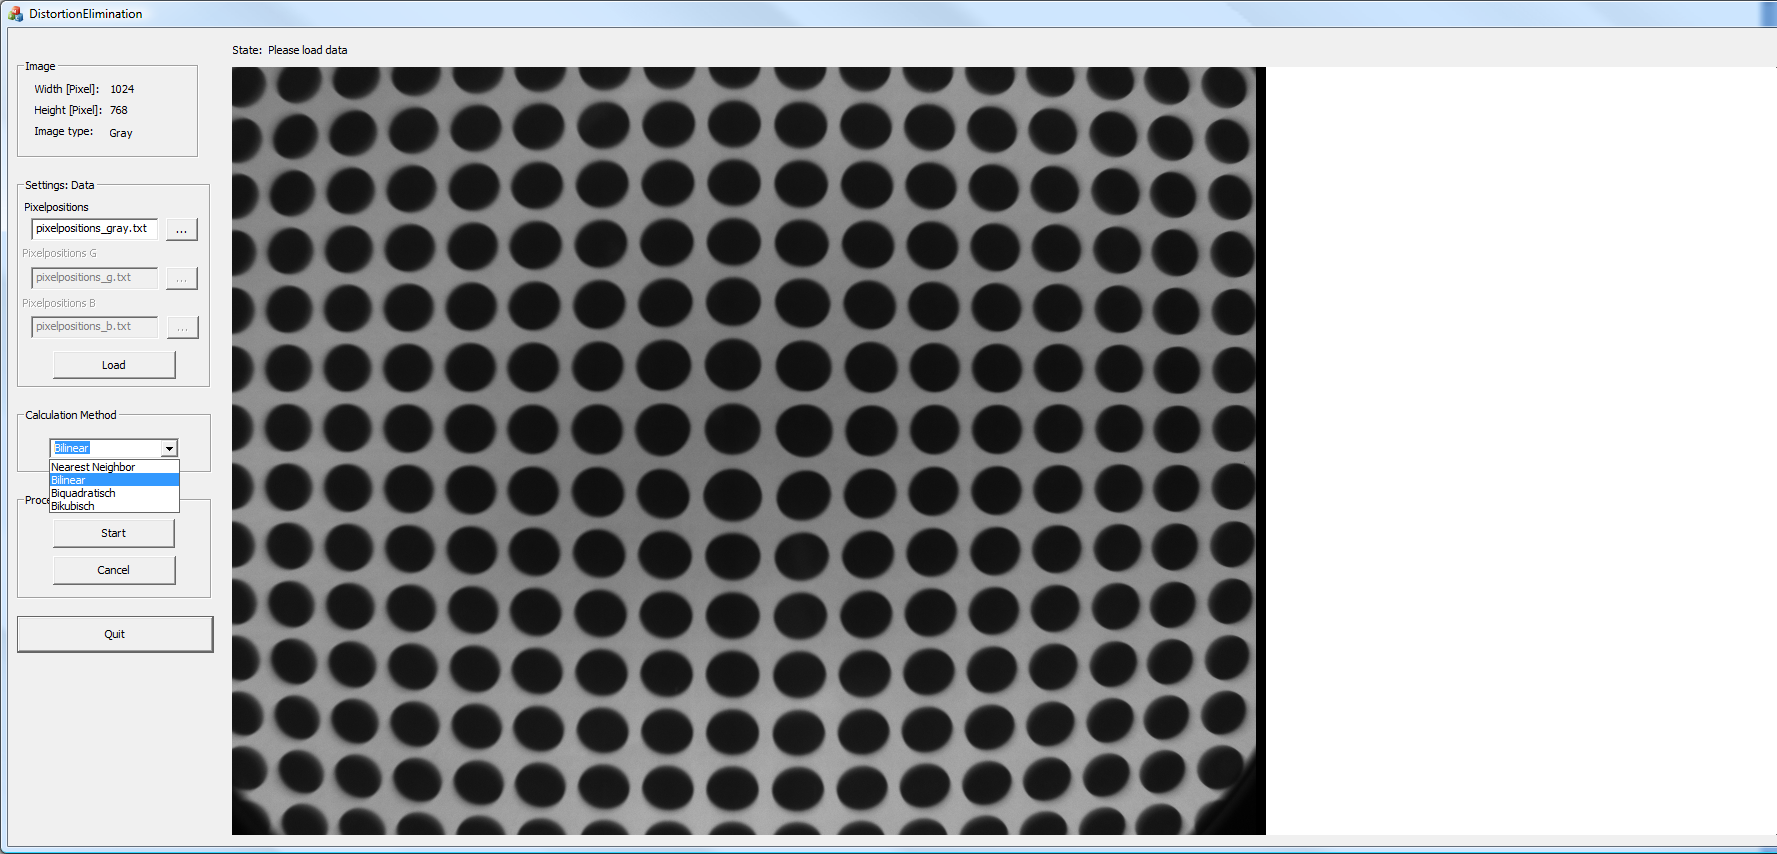 DistortionElimination
State: Please load data
Image
Width [Pixel]: 1024
Height [Pixel]: 768
Image type: Gray
Settings: Data
Pixelpositions
pixelpositions_gray.txt ...
Pixelpositions G
pixelpositions_g.txt ...
Pixelpositions B
pixelpositions_b.txt ...
Load
Calculation Method
Bilinear
Nearest Neighbor
Bilinear
Biquadratisch
Bikubisch
Start
Cancel
Quit